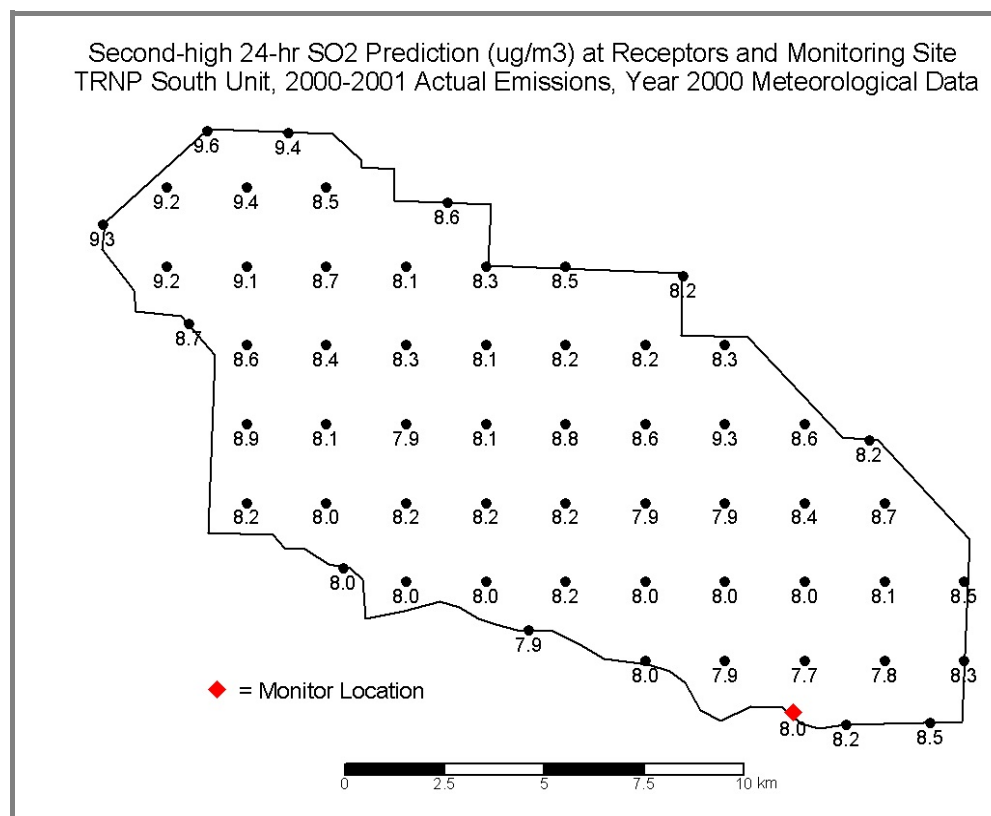 Second-high 24-hr SO2 Prediction (ug/m3) at Receptors and Monitoring Site
TRNP South Unit, 2000-2001 Actual Emissions, Year 2000 Meteorological Data
9.6 9.4
9.2 9.4 8.5
8.6
9.3
9.2 9.1 8.7 8.1 8.3 8.5
8.2
8.7
8.6 8.4 8.3 8.1 8.2 8.2 8.3
8.9 8.1 7.9 8.1 8.8 8.6 9.3 8.6
8.2
8.2 8.0 8.2 8.2 8.2 7.9 7.9 8.4 8.7
8.0
8.0 8.0 8.2 8.0 8.0 8.0 8.1 8.5
7.9
8.0 7.9 7.7 7.8 8.3
= Monitor Location
8.0 8.2 8.5
0 2.5 5 7.5 10 km